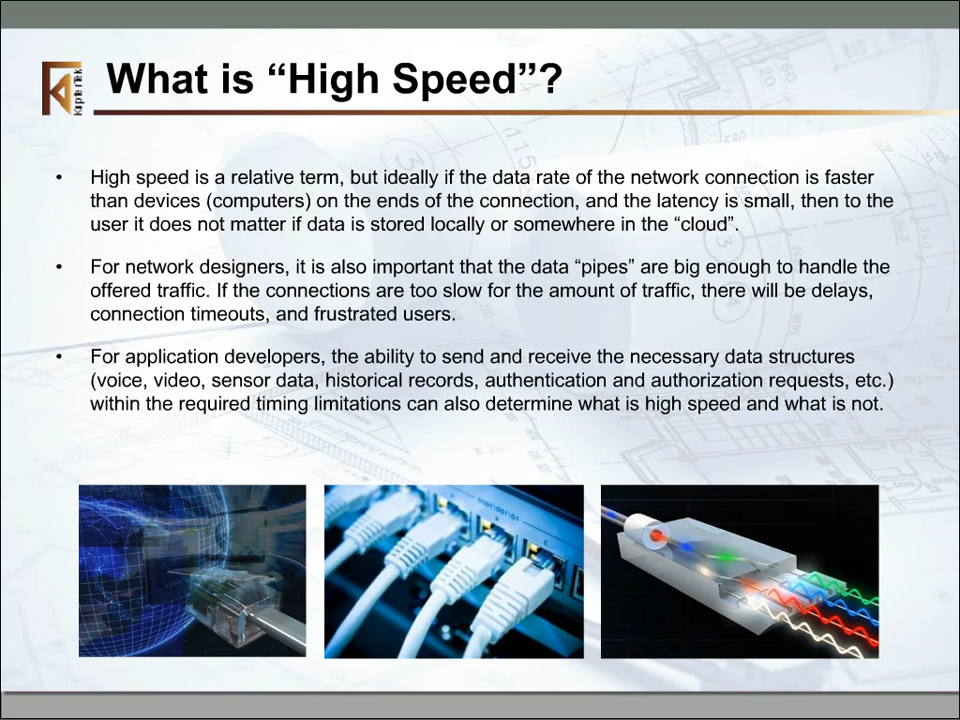 KaplerTek
What is “High Speed”?
• High speed is a relative term, but ideally if the data rate of the network connection is faster
than devices (computers) on the ends of the connection, and the latency is small, then to the
user it does not matter if data is stored locally or somewhere in the “cloud”.
• For network designers, it is also important that the data “pipes” are big enough to handle the
offered traffic. If the connections are too slow for the amount of traffic, there will be delays,
connection timeouts, and frustrated users.
• For application developers, the ability to send and receive the necessary data structures
(voice, video, sensor data, historical records, authentication and authorization requests, etc.)
within the required timing limitations can also determine what is high speed and what is not.